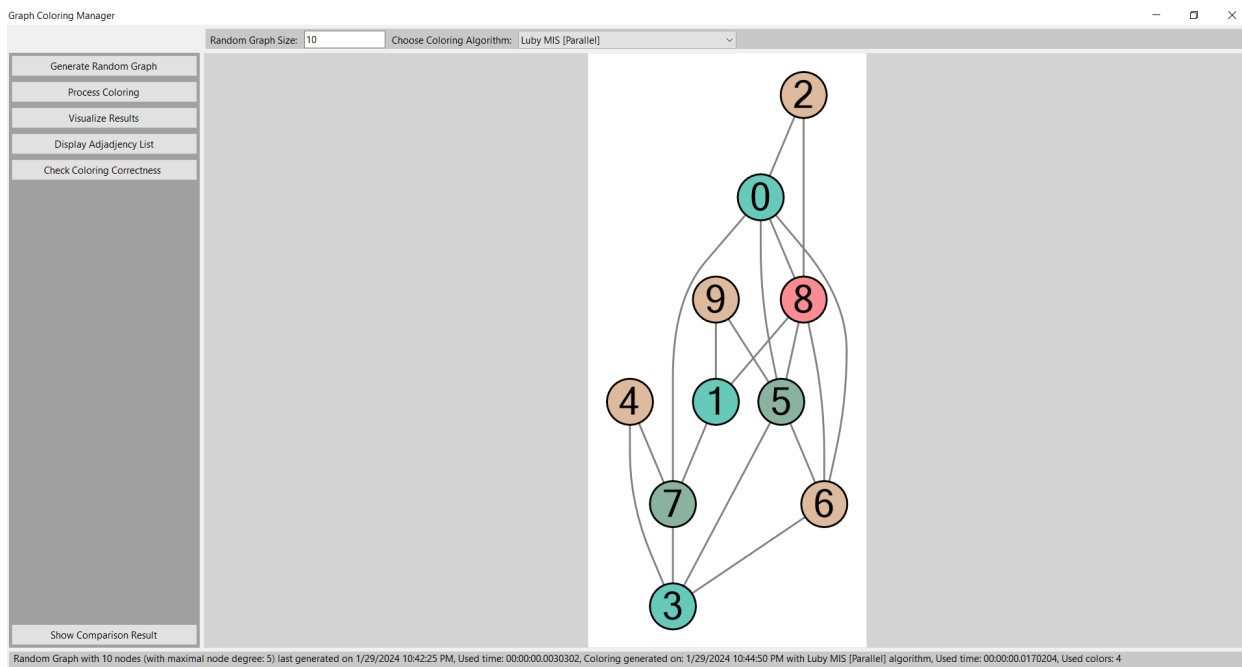 Graph Coloring Manager
Random Graph Size: 10 Choose Coloring Algorithm: Luby MIS [Parallel]
Generate Random Graph
Process Coloring
Visualize Results
Display Adjadjency List
Check Coloring Correctness
2
0
9 8
4 1 5
7 6
3
Show Comparison Result
Random Graph with 10 nodes (with maximal node degree: 5) last generated on 1/29/2024 10:42:25 PM, Used time: 00:00:00.0030302, Coloring generated on: 1/29/2024 10:44:50 PM with Luby MIS [Parallel] algorithm, Used time: 00:00:00.0170204, Used colors: 4